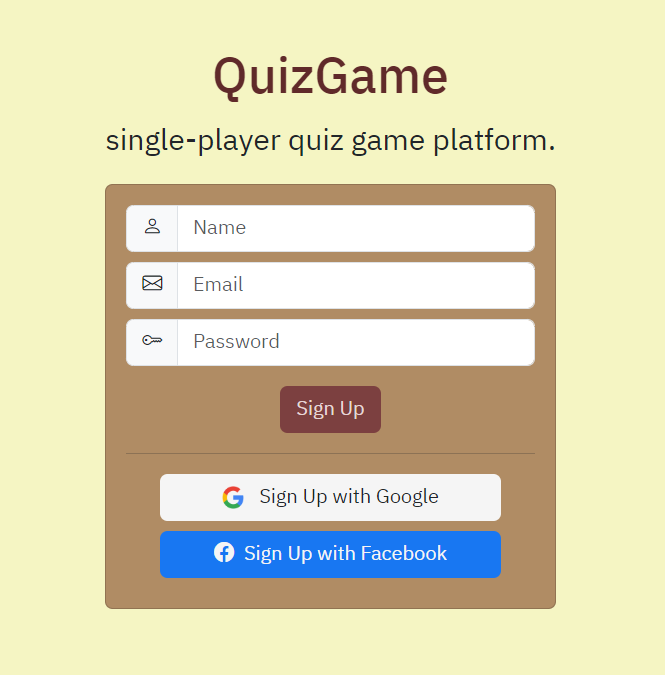 QuizGame
single-player quiz game platform.
Name
Email
Password
Sign Up
Sign Up with Google
Sign Up with Facebook